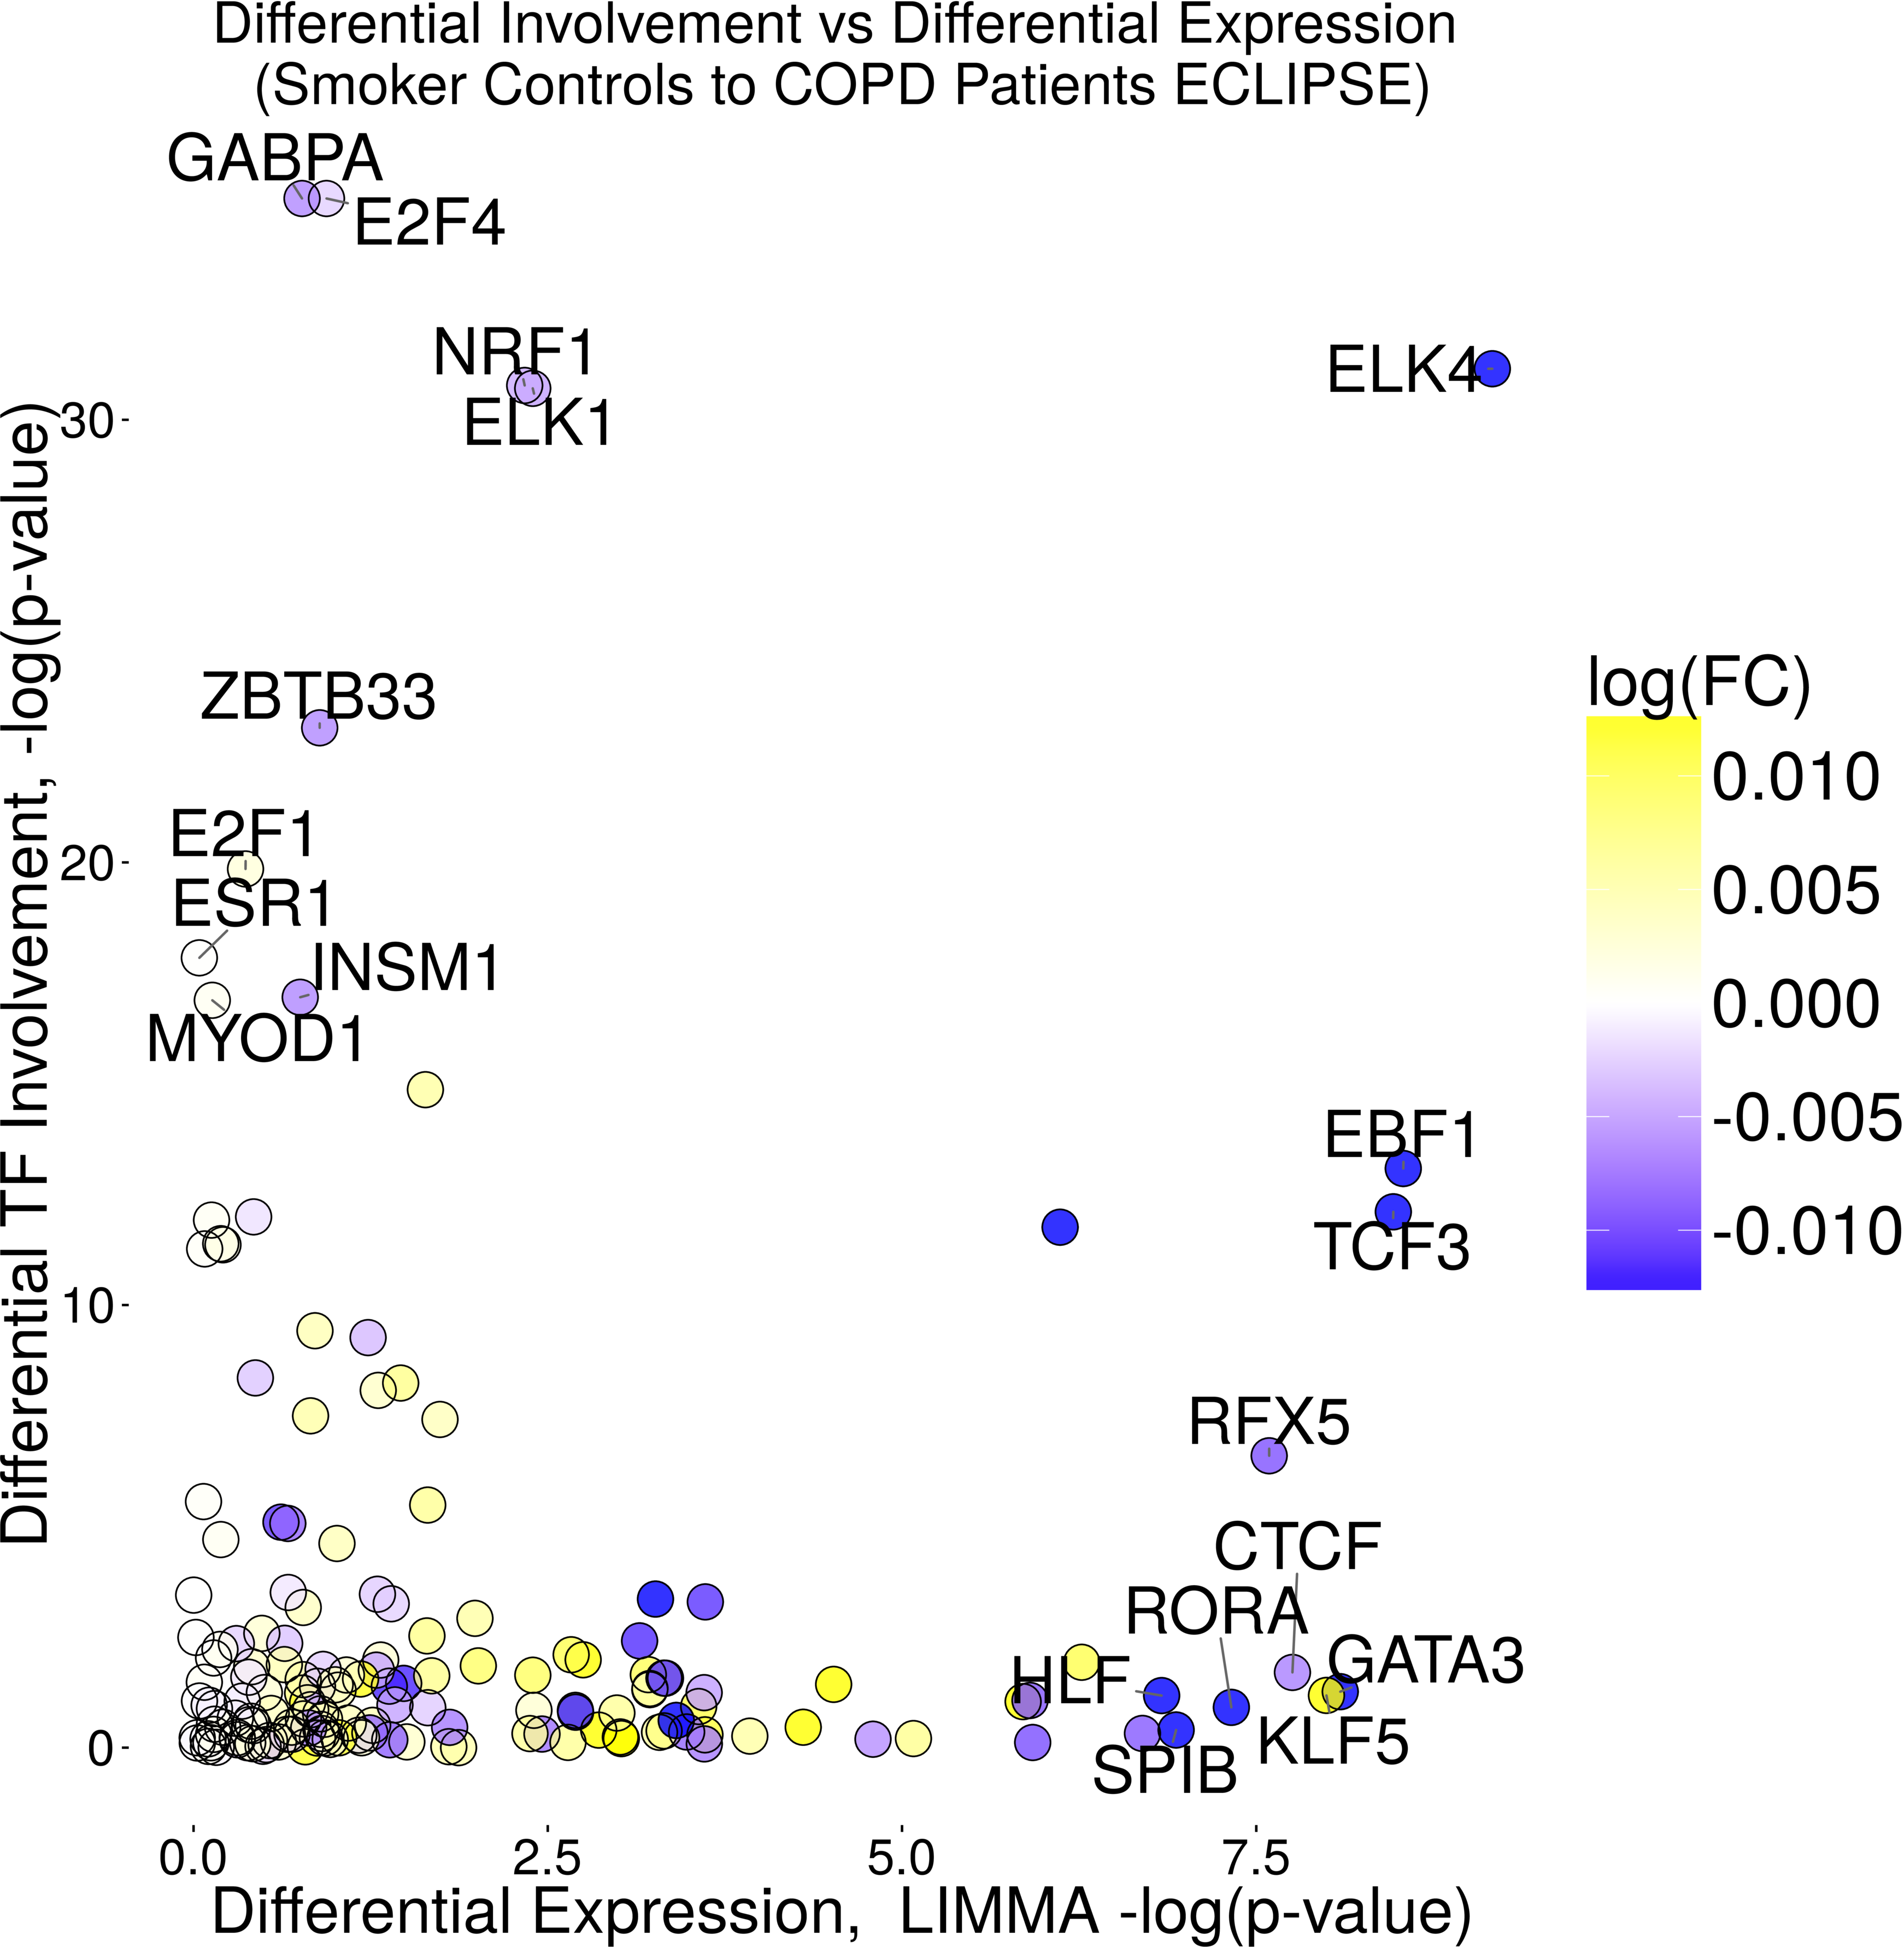 Differential Involvement vs Differential Expression
(Smoker Controls to COPD Patients ECLIPSE)
GABPA
E2F4
NRF1
ELK1
ELK4
30
Differential TF Involvement, -log(p-value)
ZBTB33
log(FC)
0.010
0.005
0.000
-0.005
-0.010
E2F1
20
ESR1
INSM1
MYOD1
EBF1
TCF3
10
RFX5
CTCF
RORA
GATA3
HLF
KLF5
SPIB
0
0.0
2.5
5.0
7.5
Differential Expression,  LIMMA -log(p-value)